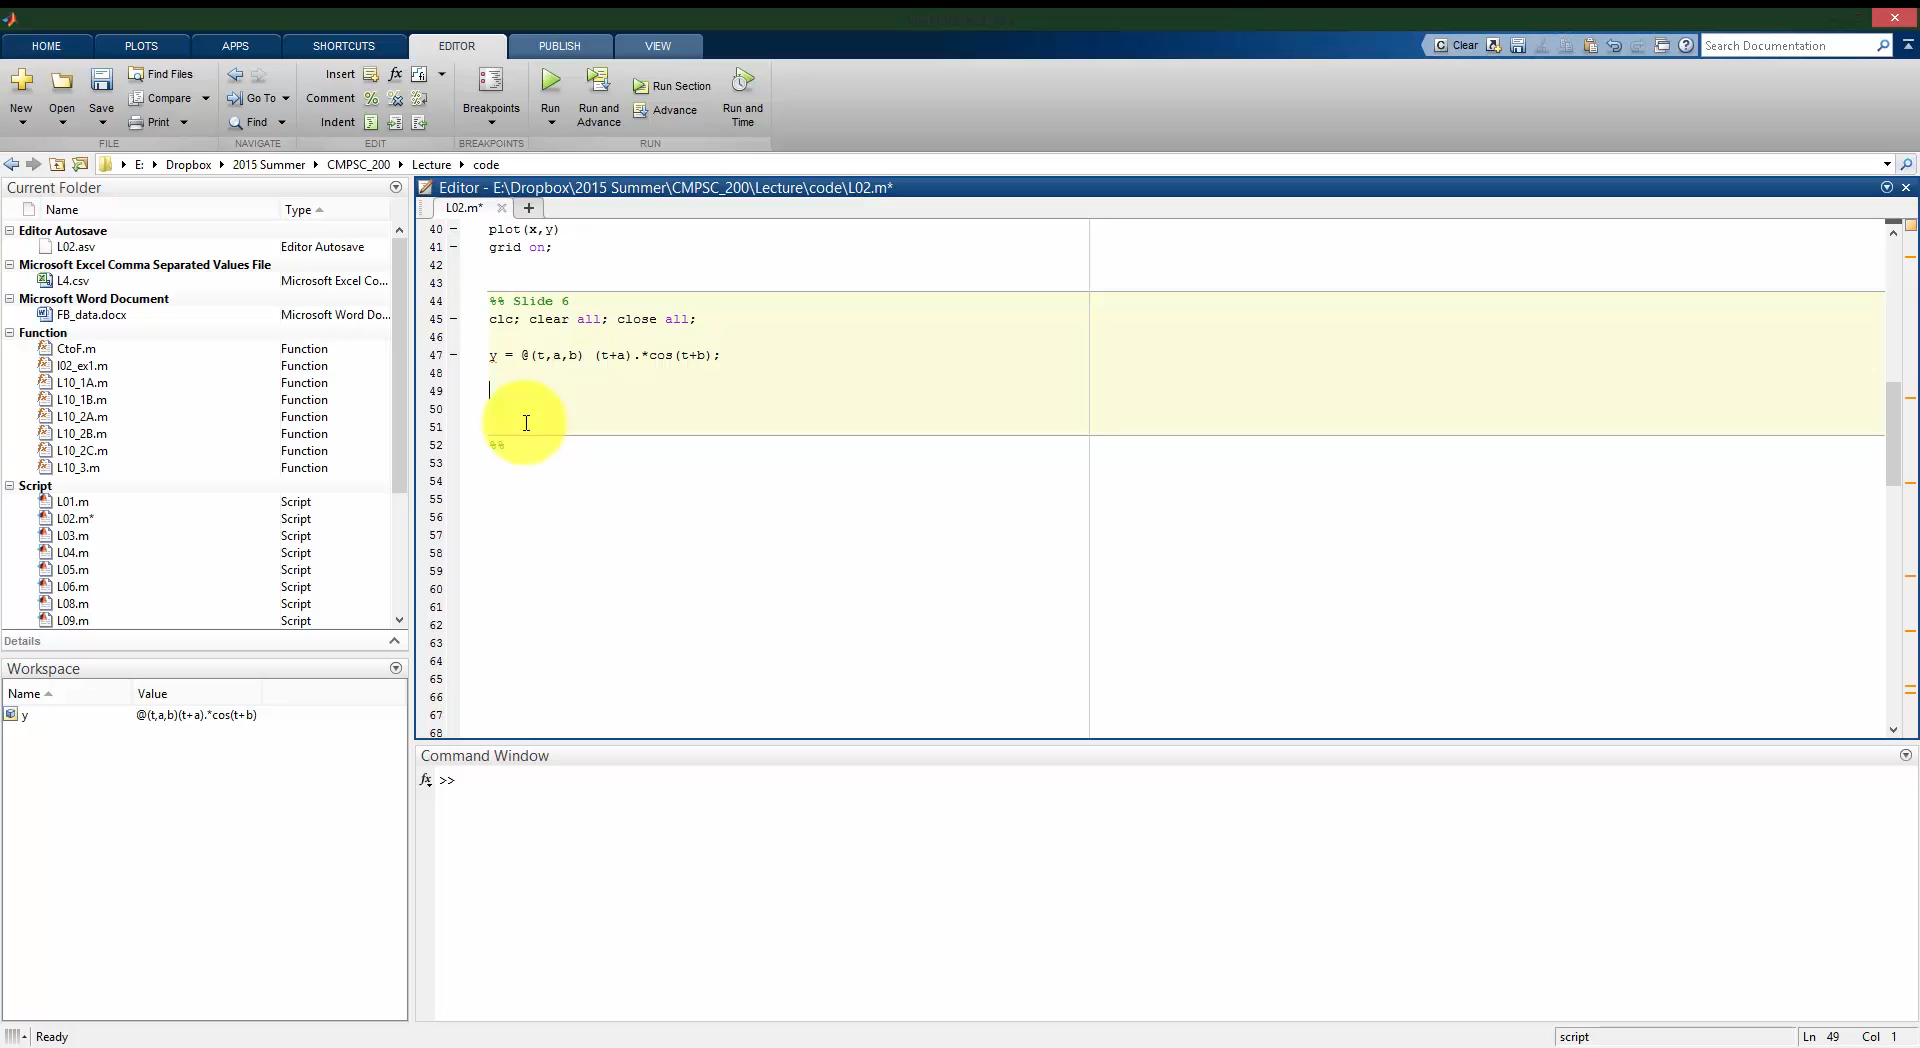 HOME PLOTS APPS SHORTCUTS EDITOR PUBLISH VIEW Clear Search Documentation
New Open Save Find Files Compare Print
FILE
Go To Find
NAVIGATE
Insert fx
Comment
Indent
EDIT
Breakpoints
BREAKPOINTS
Run Run and Advance Run Section Advance Run and Time
RUN
E: Dropbox 2015 Summer CMPSC_200 Lecture code
Current Folder
Name Type
Editor Autosave
L02.asv Editor Autosave
Microsoft Excel Comma Separated Values File
L4.csv Microsoft Excel Co...
Microsoft Word Document
FB_data.docx Microsoft Word Do...
Function
CtoF.m Function
l02_ex1.m Function
L10_1A.m Function
L10_1B.m Function
L10_2A.m Function
L10_2B.m Function
L10_2C.m Function
L10_3.m Function
Script
L01.m Script
L02.m* Script
L03.m Script
L04.m Script
L05.m Script
L06.m Script
L08.m Script
L09.m Script
Details
Workspace
Name Value
y @(t,a,b)(t+a).*cos(t+b)
Editor - E:\Dropbox\2015 Summer\CMPSC_200\Lecture\code\L02.m*
L02.m*
40 plot(x,y)
41 grid on;
42
43
44 %% Slide 6
45 clc; clear all; close all;
46
47 y = @(t,a,b) (t+a).*cos(t+b);
48
49
50
51
52 %%
53
54
55
56
57
58
59
60
61
62
63
64
65
66
67
68
Command Window
fx >>
Ready script Ln 49 Col 1